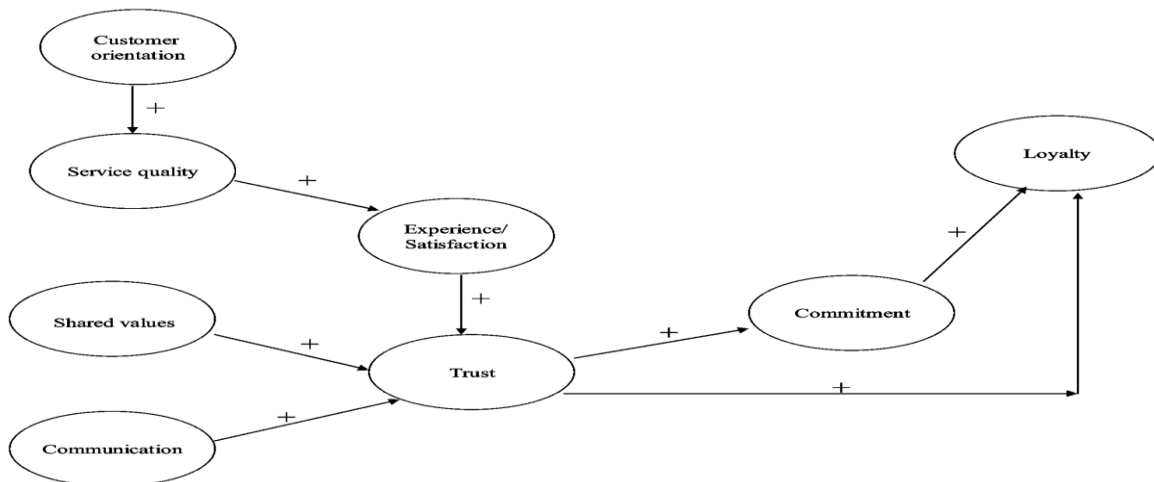 Customer
orientation
+
Service quality
+
Loyalty
Experience/
Satisfaction
+
+
Shared values
+
Commitment
+
Trust
+
+
Communication